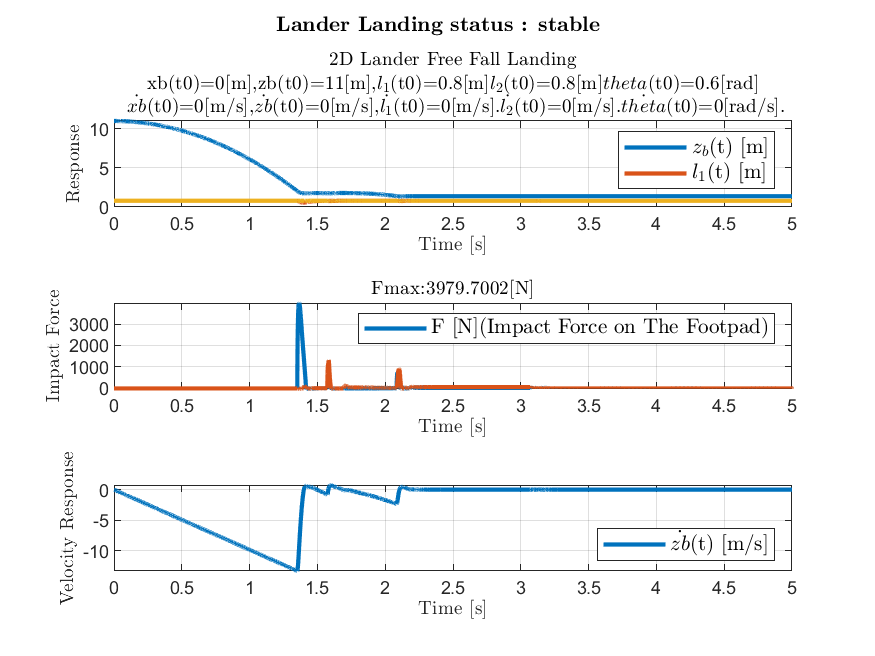 Lander Landing status : stable
2D Lander Free Fall Landing
xb(t0)=0[m],zb(t0)=11[m],l₁(t0)=0.8[m]l₂(t0)=0.8[m]theta(t0)=0.6[rad]
ẋb(t0)=0[m/s],żb(t0)=0[m/s],l̇₁(t0)=0[m/s].l̇₂(t0)=0[m/s].thėta(t0)=0[rad/s].
Response
10
5
0
z_b(t) [m]
l₁(t) [m]
0 0.5 1 1.5 2 2.5 3 3.5 4 4.5 5
Time [s]
Fmax:3979.7002[N]
Impact Force
3000
2000
1000
0
F [N](Impact Force on The Footpad)
0 0.5 1 1.5 2 2.5 3 3.5 4 4.5 5
Time [s]
Velocity Response
0
-5
-10
żb(t) [m/s]
0 0.5 1 1.5 2 2.5 3 3.5 4 4.5 5
Time [s]